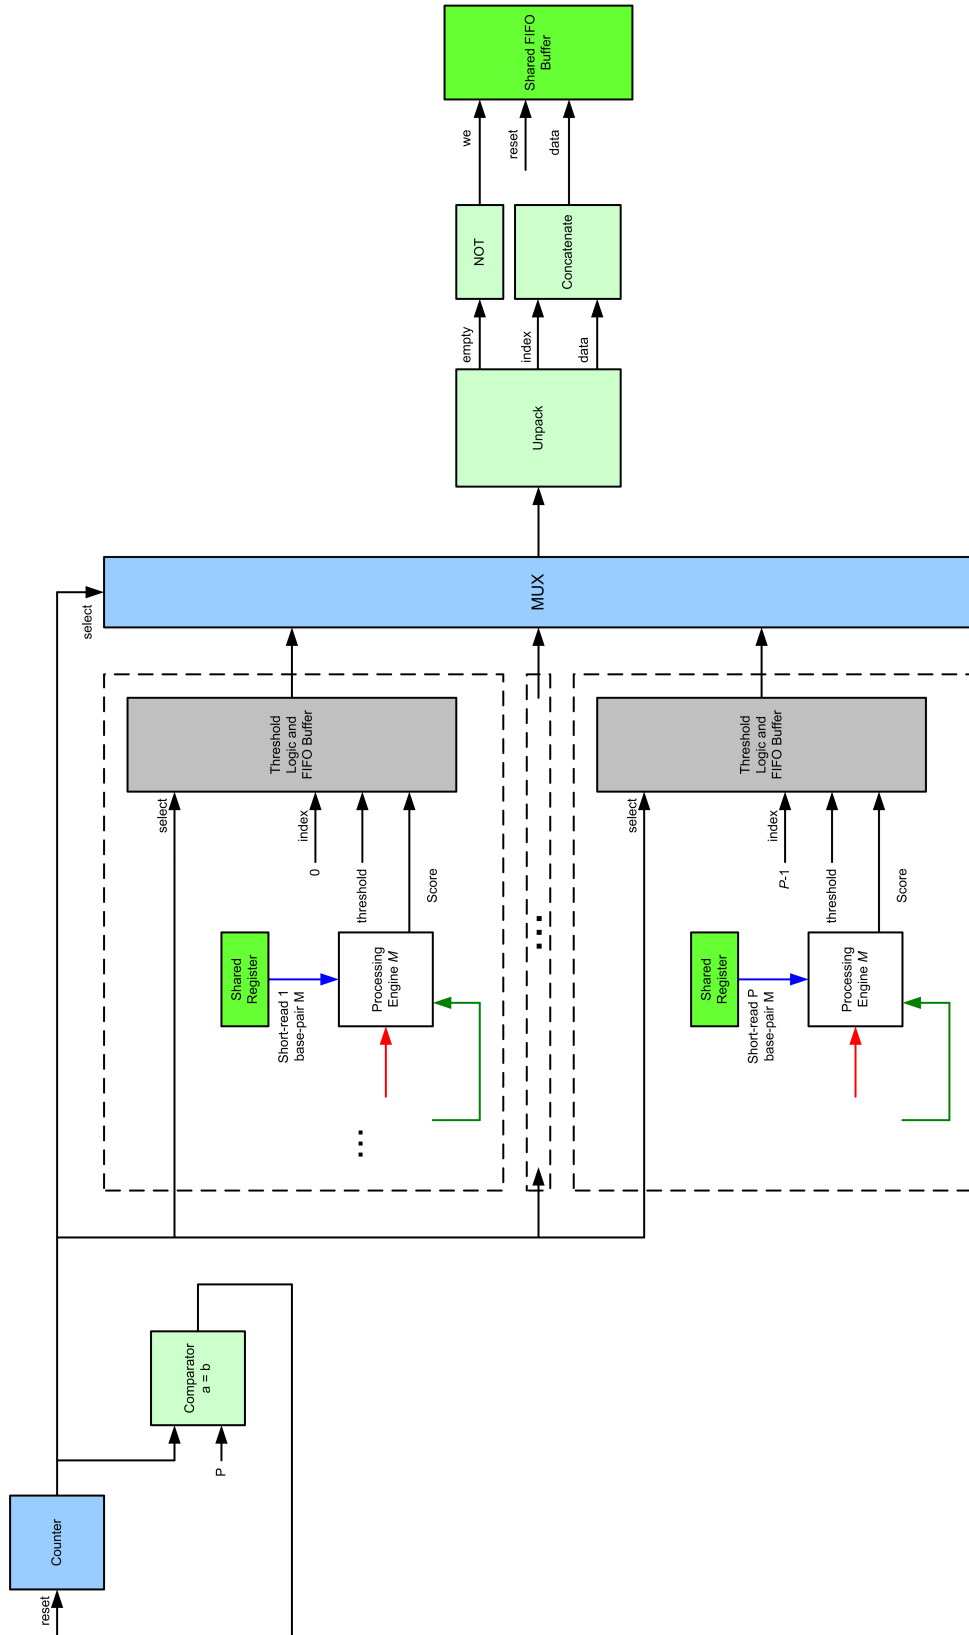 Counter
reset
Comparator
a = b
P
select
Threshold
Logic and
FIFO Buffer
select
index
0
threshold
Score
Shared
Register
Short-read 1
base-pair M
Processing
Engine M
...
...
Threshold
Logic and
FIFO Buffer
select
index
P-1
threshold
Score
Shared
Register
Short-read P
base-pair M
Processing
Engine M
MUX
Unpack
empty
index
data
NOT
Concatenate
we
reset
data
Shared FIFO
Buffer